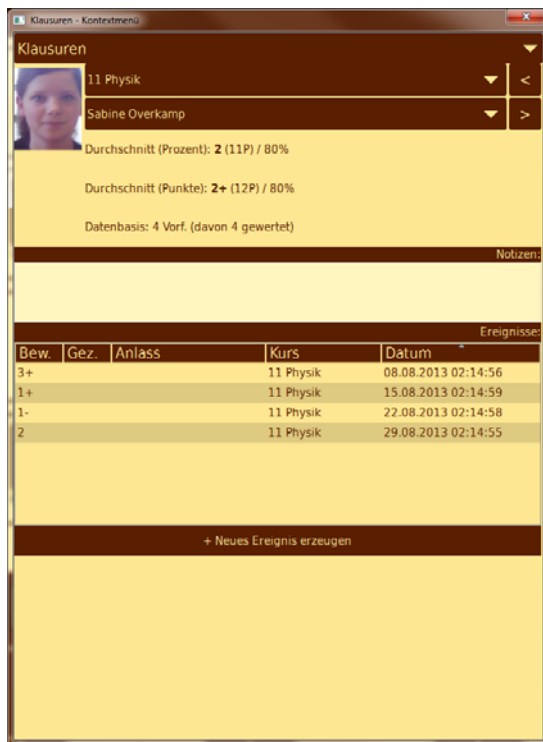 Klausuren - Kontextmenü
Klausuren
11 Physik <
Sabine Overkamp >
Durchschnitt (Prozent): 2 (11P) / 80%
Durchschnitt (Punkte): 2+ (12P) / 80%
Datenbasis: 4 Vorf. (davon 4 gewertet)
Notizen:
Ereignisse:
Bew. Gez. Anlass Kurs Datum
3+ 11 Physik 08.08.2013 02:14:56
1+ 11 Physik 15.08.2013 02:14:59
1- 11 Physik 22.08.2013 02:14:58
2 11 Physik 29.08.2013 02:14:55
+ Neues Ereignis erzeugen